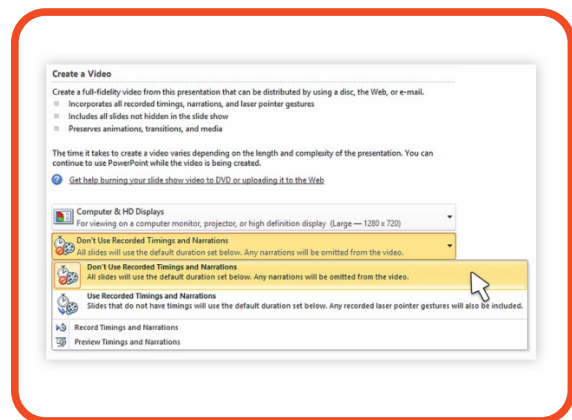 Create a Video
Create a full-fidelity video from this presentation that can be distributed by using a disc, the Web, or e-mail.
Incorporates all recorded timings, narrations, and laser pointer gestures
Includes all slides not hidden in the slide show
Preserves animations, transitions, and media
The time it takes to create a video varies depending on the length and complexity of the presentation. You can
continue to use PowerPoint while the video is being created.
Get help burning your slide show video to DVD or uploading it to the Web
Computer & HD Displays
For viewing on a computer monitor, projector, or high definition display (Large — 1280 x 720)
Don't Use Recorded Timings and Narrations
All slides will use the default duration set below. Any narrations will be omitted from the video.
Don't Use Recorded Timings and Narrations
All slides will use the default duration set below. Any narrations will be omitted from the video.
Use Recorded Timings and Narrations
Slides that do not have timings will use the default duration set below. Any recorded laser pointer gestures will also be included.
Record Timings and Narrations
Preview Timings and Narrations